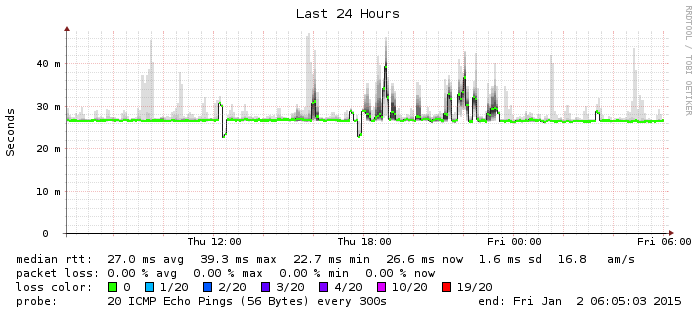 Last 24 Hours
RRDTOOL / TOBI OETIKER
Seconds
40 m
30 m
20 m
10 m
0
Thu 12:00 Thu 18:00 Fri 00:00 Fri 06:00
median rtt: 27.0 ms avg 39.3 ms max 22.7 ms min 26.6 ms now 1.6 ms sd 16.8 am/s
packet loss: 0.00 % avg 0.00 % max 0.00 % min 0.00 % now
loss color: 0 1/20 2/20 3/20 4/20 10/20 19/20
probe: 20 ICMP Echo Pings (56 Bytes) every 300s end: Fri Jan 2 06:05:03 2015